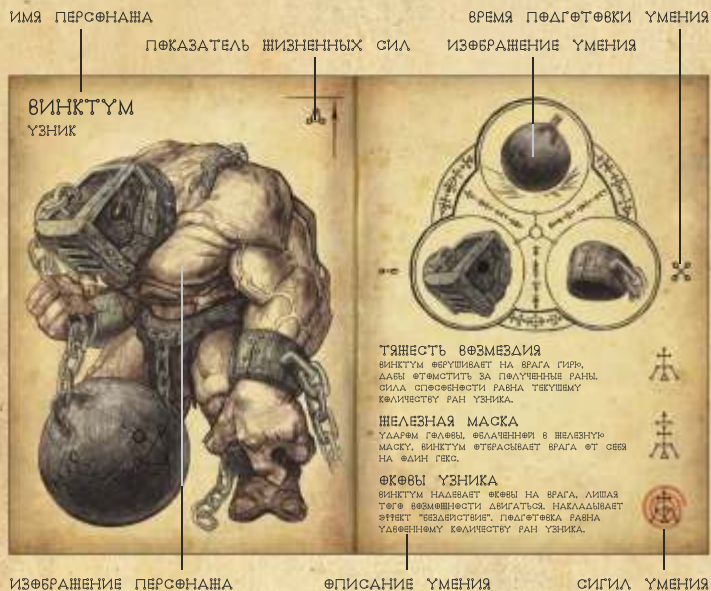 ИМЯ ПЕРСОНАЖА
ВРЕМЯ ПОДГОТОВКИ УМЕНИЯ
ПОКАЗАТЕЛЬ ЖИЗНЕННЫХ СИЛ
ИЗОБРАЖЕНИЕ УМЕНИЯ
ВИНКТУМ
УЗНИК
ТЯЖЕСТЬ ВОЗМЕЗДИЯ
ВИНКТУМ ОБРУШИВАЕТ НА ВРАГА ГИРЮ,
ДАБЫ ОТОМСТИТЬ ЗА ПОЛУЧЕННЫЕ РАНЫ.
СИЛА СПОСОБНОСТИ РАВНА ТЕКУЩЕМУ
КОЛИЧЕСТВУ РАН УЗНИКА.
ЖЕЛЕЗНАЯ МАСКА
УДАРОМ ГОЛОВЫ, ОБЛАЧЕННОЙ В ЖЕЛЕЗНУЮ
МАСКУ, ВИНКТУМ ОТБРАСЫВАЕТ ВРАГА ОТ СЕБЯ
НА ОДИН ГЕКС.
ОКОВЫ УЗНИКА
ВИНКТУМ НАДЕВАЕТ ОКОВЫ НА ВРАГА, ЛИШАЯ
ТОГО ВОЗМОЖНОСТИ ДВИГАТЬСЯ. НАКЛАДЫВАЕТ
ЭФФЕКТ "БЕЗДЕЙСТВИЕ". ПОДГОТОВКА РАВНА
УДВОЕННОМУ КОЛИЧЕСТВУ РАН УЗНИКА.
ИЗОБРАЖЕНИЕ ПЕРСОНАЖА
ОПИСАНИЕ УМЕНИЯ
СИГИЛ УМЕНИЯ